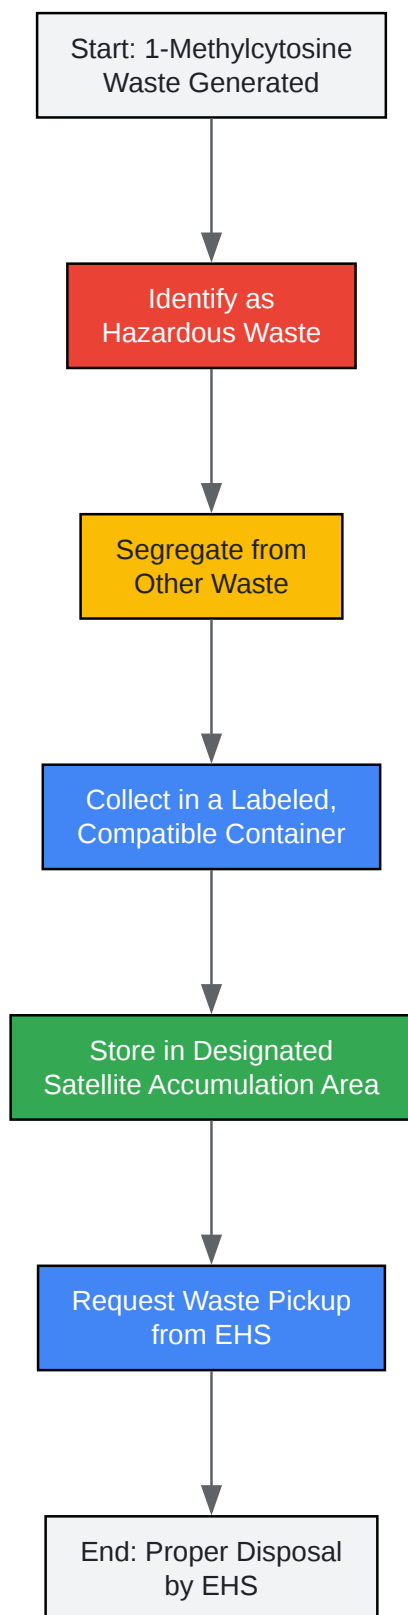 Start: 1-Methylcytosine
Waste Generated
Identify as
Hazardous Waste
Segregate from
Other Waste
Collect in a Labeled,
Compatible Container
Store in Designated
Satellite Accumulation Area
Request Waste Pickup
from EHS
End: Proper Disposal
by EHS